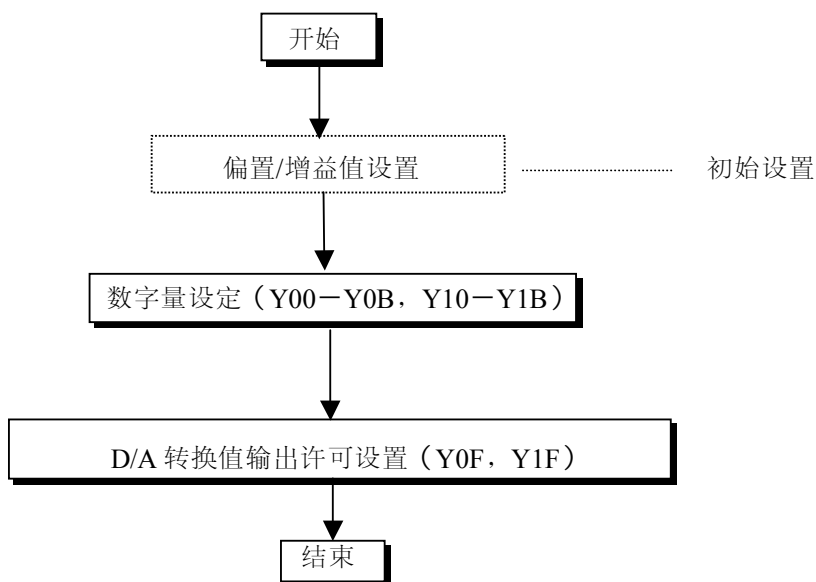 开始
偏置/增益值设置 ………………… 初始设置
数字量设定（Y00－Y0B，Y10－Y1B）
D/A 转换值输出许可设置（Y0F，Y1F）
结束